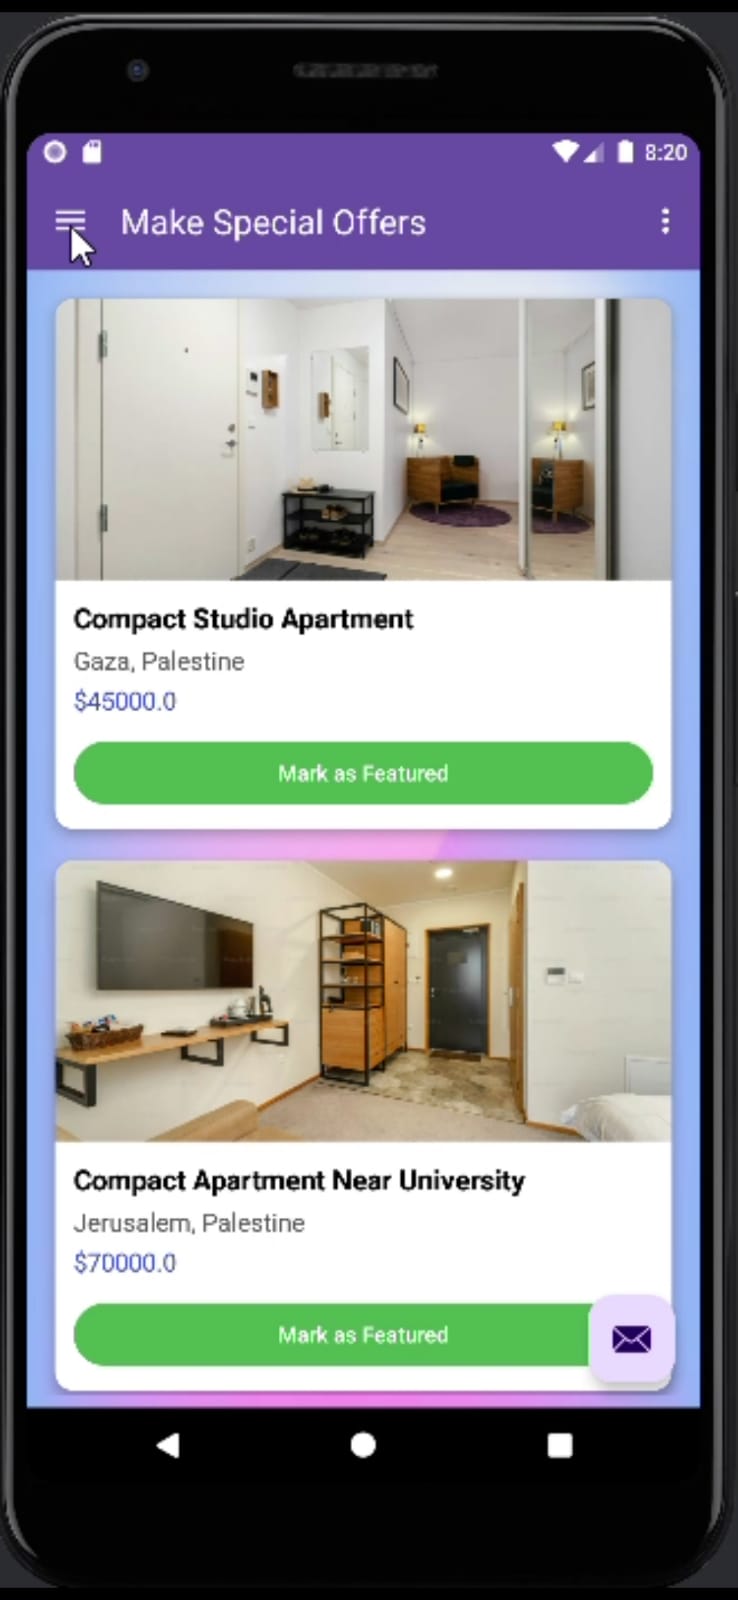 8:20
Make Special Offers
Compact Studio Apartment
Gaza, Palestine
$45000.0
Mark as Featured
Compact Apartment Near University
Jerusalem, Palestine
$70000.0
Mark as Featured